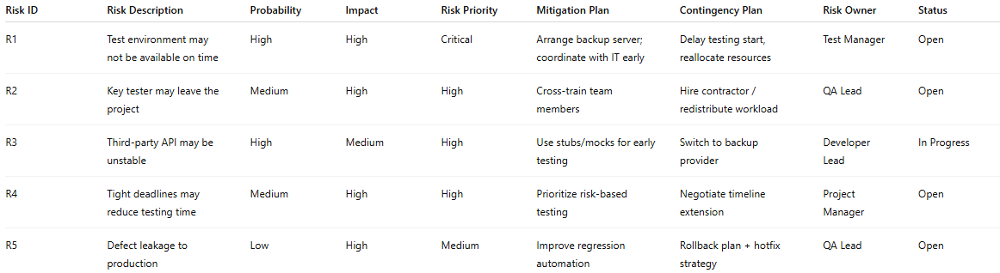 Risk ID Risk Description Probability Impact Risk Priority Mitigation Plan Contingency Plan Risk Owner Status
R1 Test environment may High High Critical Arrange backup server; Delay testing start, Test Manager Open
not be available on time coordinate with IT early reallocate resources
R2 Key tester may leave the Medium High High Cross-train team Hire contractor / QA Lead Open
project members redistribute workload
R3 Third-party API may be High Medium High Use stubs/mocks for early Switch to backup Developer In Progress
unstable testing provider Lead
R4 Tight deadlines may Medium High High Prioritize risk-based Negotiate timeline Project Open
reduce testing time testing extension Manager
R5 Defect leakage to Low High Medium Improve regression Rollback plan + hotfix QA Lead Open
production automation strategy